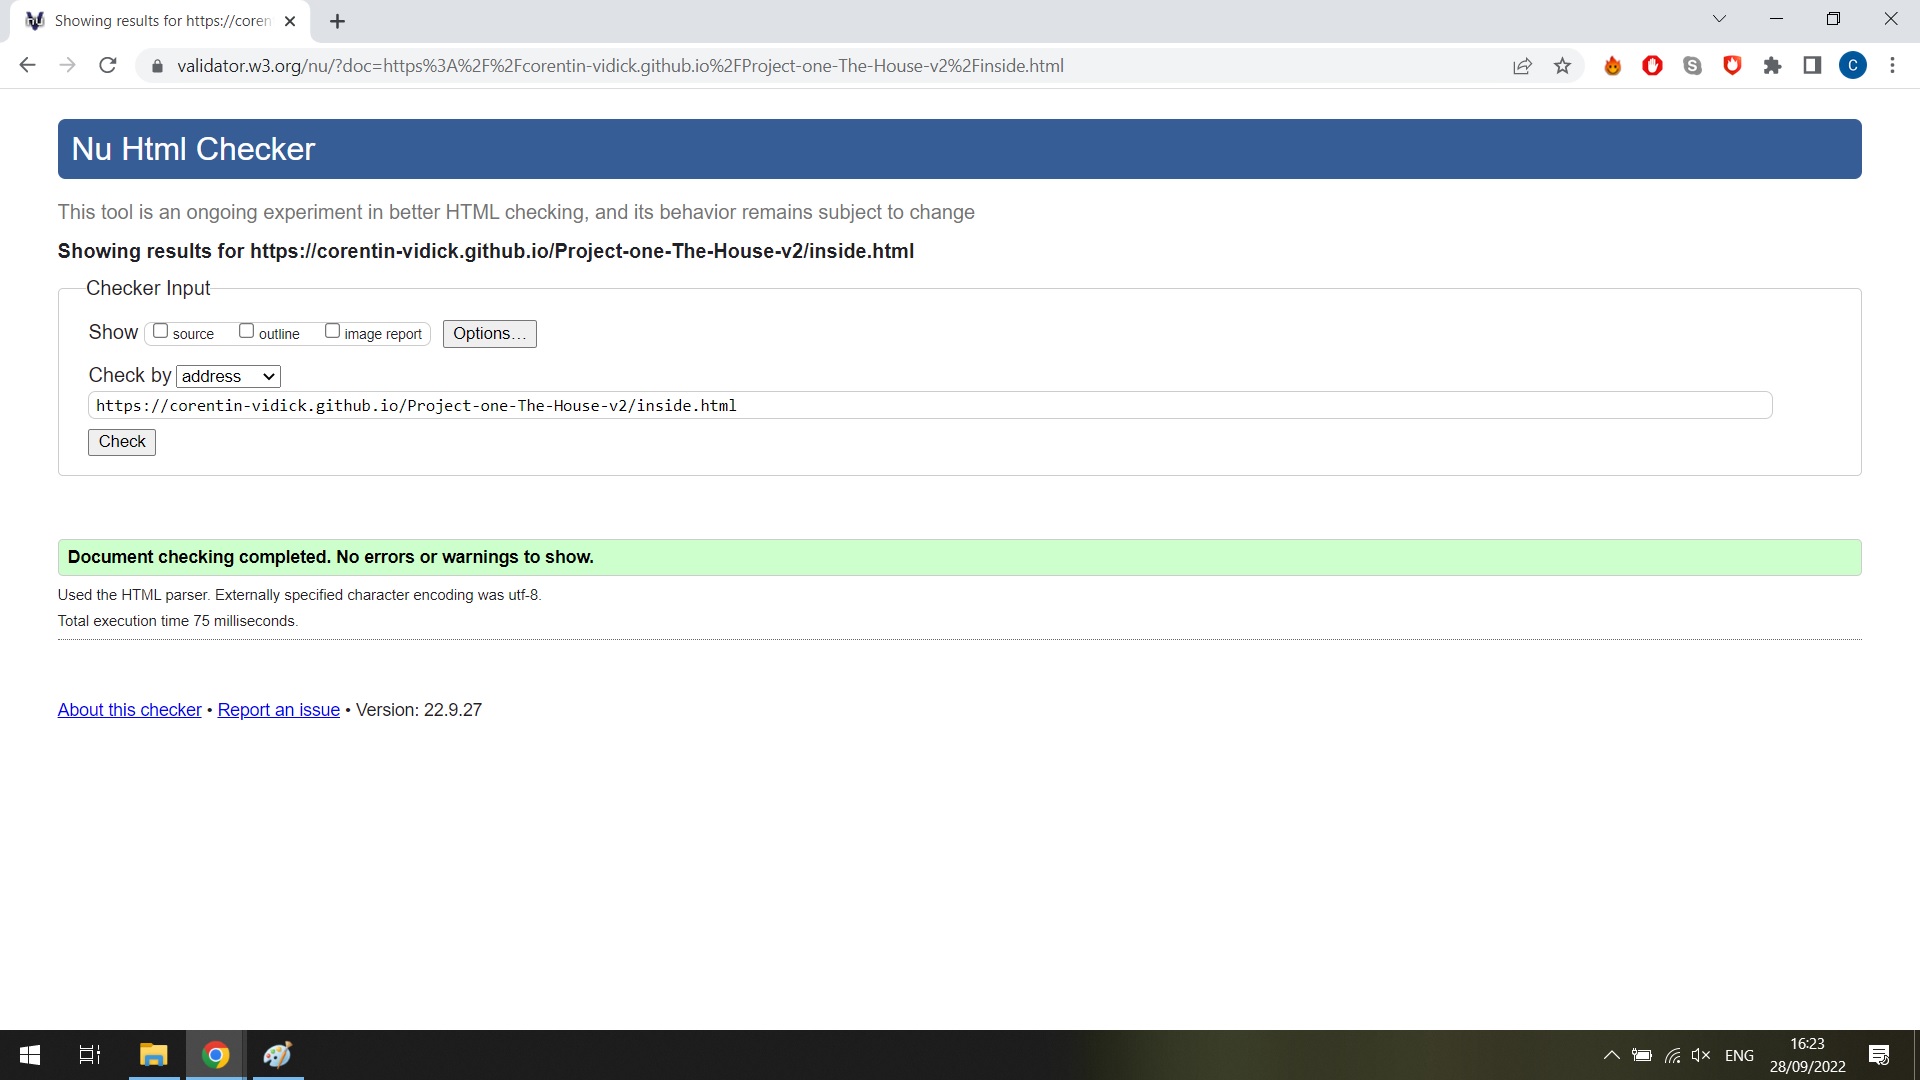 Showing results for https://coren
validator.w3.org/nu/?doc=https%3A%2F%2Fcorentin-vidick.github.io%2FProject-one-The-House-v2%2Finside.html
C
Nu Html Checker
This tool is an ongoing experiment in better HTML checking, and its behavior remains subject to change
Showing results for https://corentin-vidick.github.io/Project-one-The-House-v2/inside.html
Checker Input
Show source outline image report Options...
Check by address
https://corentin-vidick.github.io/Project-one-The-House-v2/inside.html
Check
Document checking completed. No errors or warnings to show.
Used the HTML parser. Externally specified character encoding was utf-8.
Total execution time 75 milliseconds.
About this checker • Report an issue • Version: 22.9.27
ENG
16:23
28/09/2022